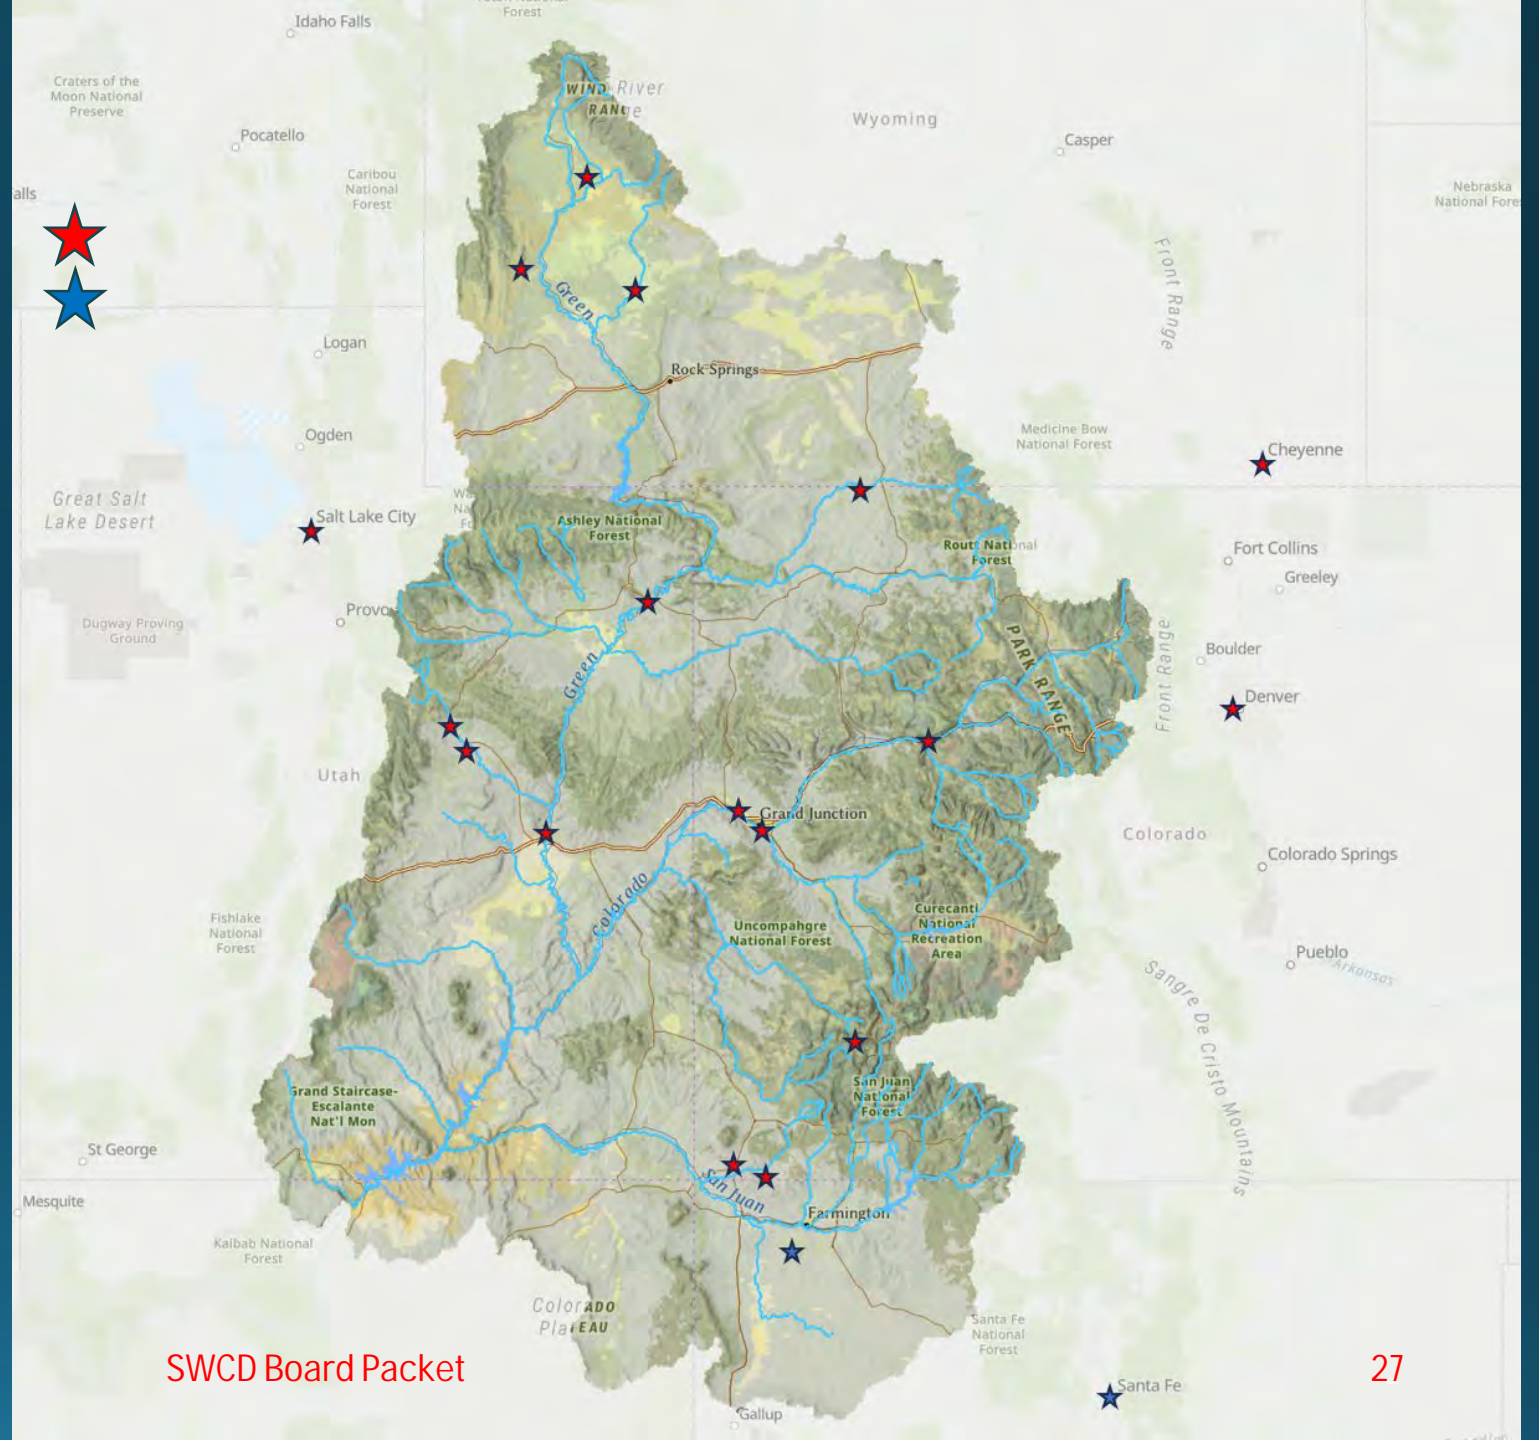 Forest
Idaho Falls
WIND River
RANGE
Craters of the
Moon National
Preserve
Wyoming
Pocatello
Casper
Caribou
National
Forest
Nebraska
alls
Front Range
Green
Logan
Rock Springs
Medicine Bow
National Forest
Ogden
Cheyenne
Great Salt
Lake Desert
Salt Lake City
Ashley National
Forest
Routt National
Forest
Fort Collins
Greeley
Provo
Dugway Proving
Ground
PARK RANGE
Front Range
Boulder
Green
Denver
Utah
Grand Junction
Colorado
Colorado Springs
Colorado
Fishlake
National
Forest
Uncompahgre
National Forest
Curecanti
National
Recreation
Area
Pueblo
Arkansas
Sangre De Cristo Mountains
Grand Staircase-
Escalante
Nat'l Mon
San Juan
National
Forest
St George
San Juan
Mesquite
Farmington
Kaibab National
Forest
Colorado
PlatEAU
Santa Fe
National
Forest
SWCD Board Packet
27
Santa Fe
Gallup